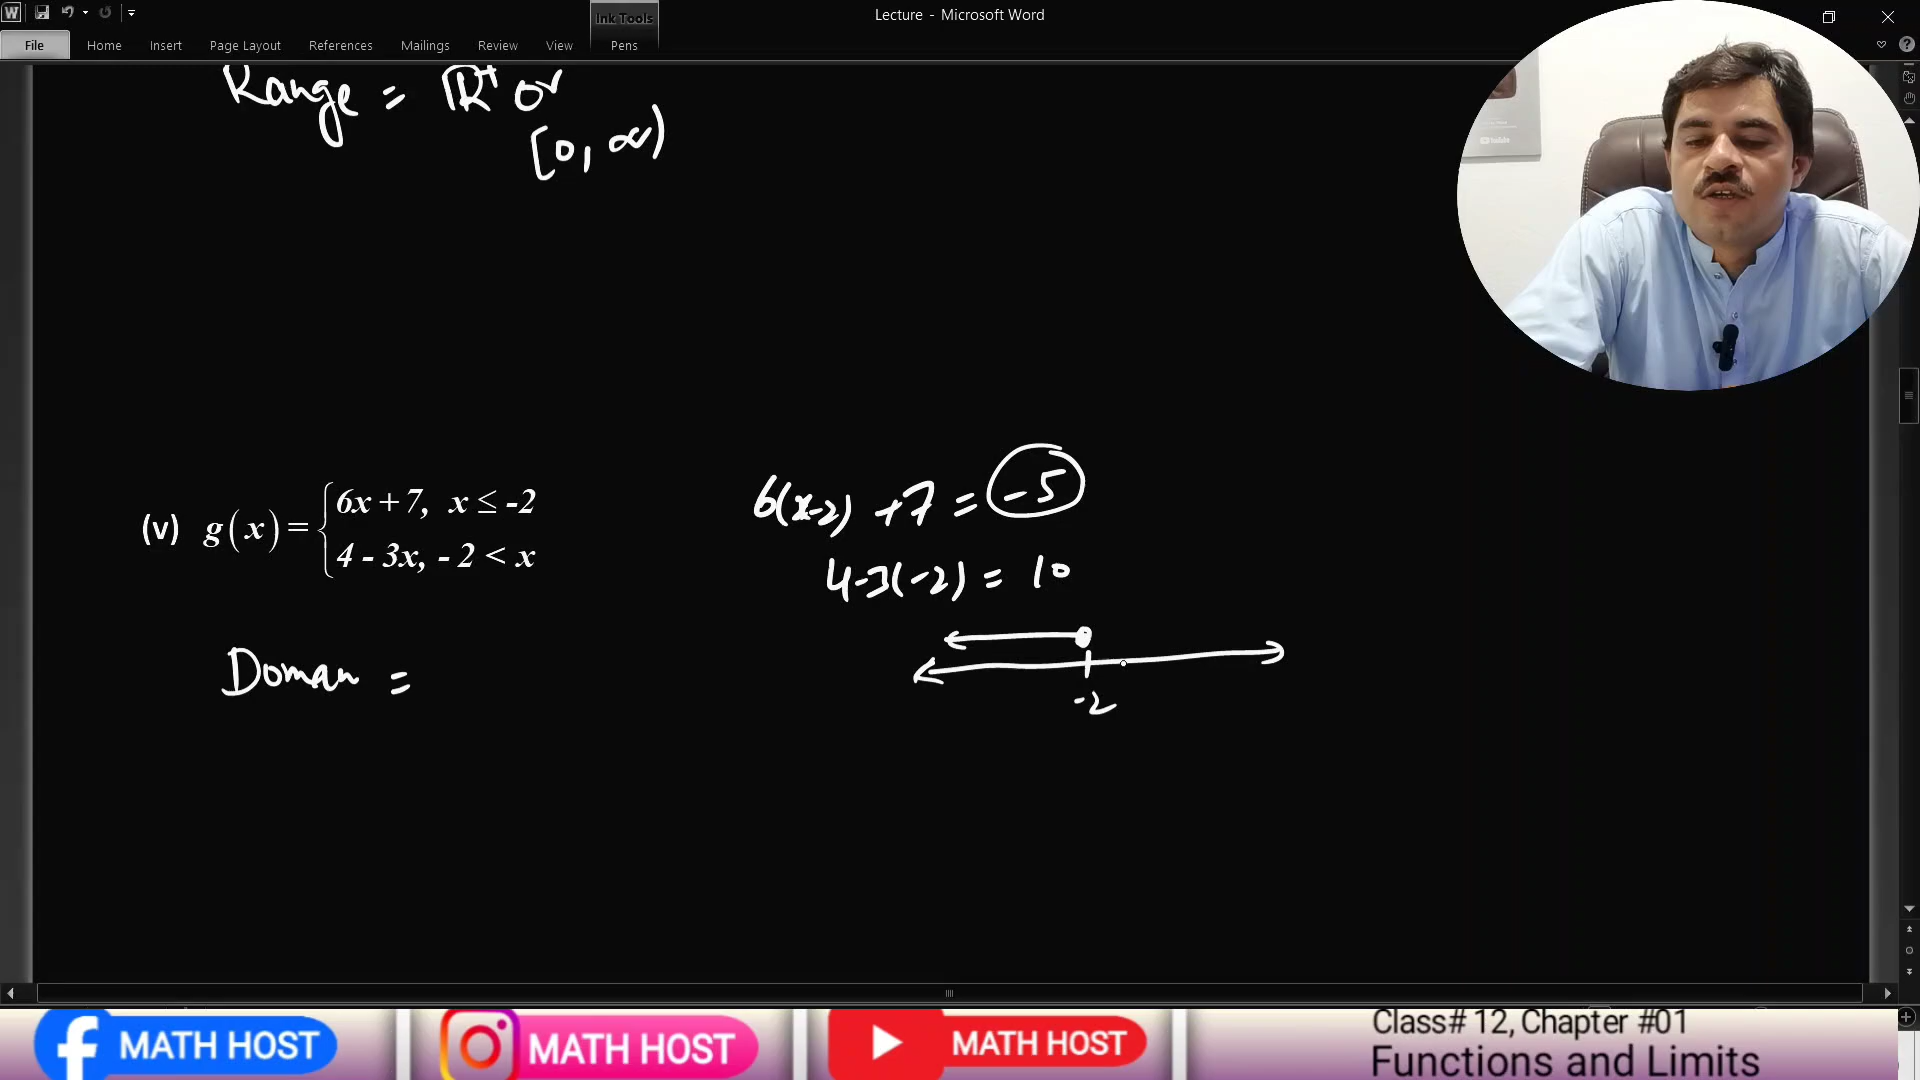 Lecture - Microsoft Word
Ink Tools
File Home Insert Page Layout References Mailings Review View Pens
Range = ℝ⁺ or
[0, ∞)
YouTube
(v) g(x) = { 6x + 7, x ≤ -2
4 - 3x, - 2 < x
6(x-2) + 7 = -5
4-3(-2) = 10
-2
Doman =
MATH HOST MATH HOST MATH HOST
Class# 12, Chapter #01
Functions and Limits